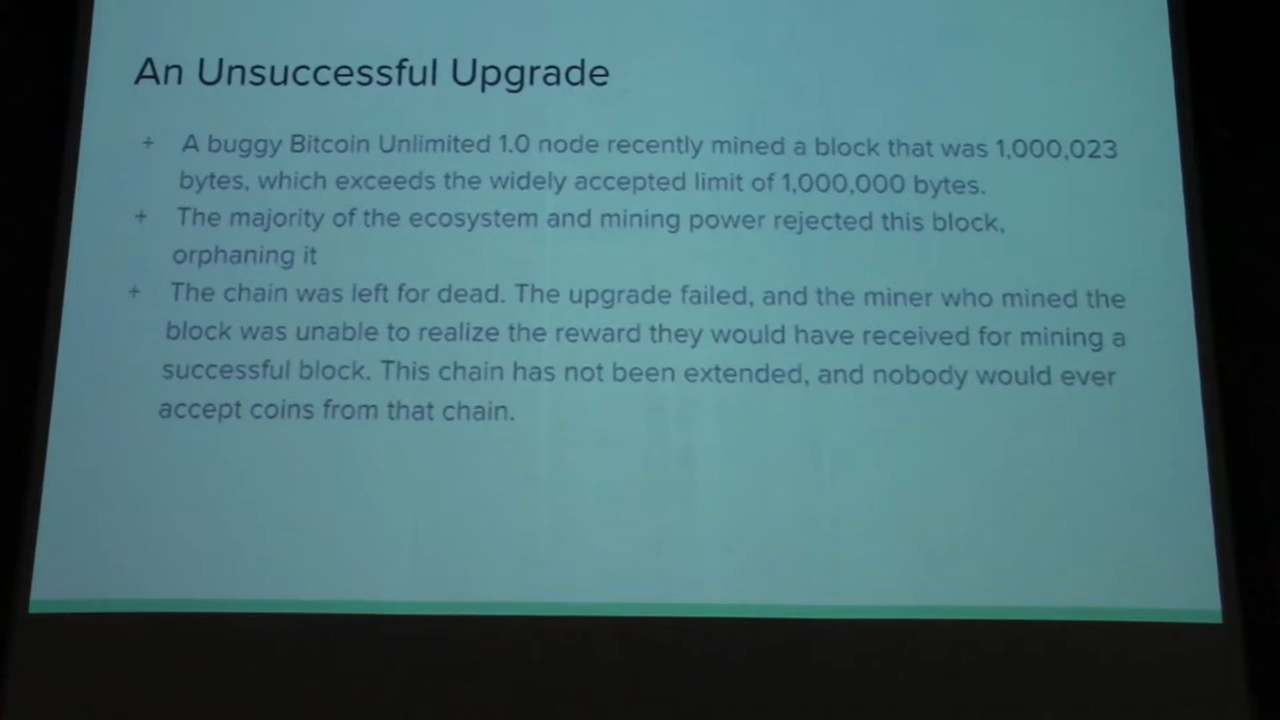 An Unsuccessful Upgrade
+ A buggy Bitcoin Unlimited 1.0 node recently mined a block that was 1,000,023
bytes, which exceeds the widely accepted limit of 1,000,000 bytes.
+ The majority of the ecosystem and mining power rejected this block,
orphaning it
+ The chain was left for dead. The upgrade failed, and the miner who mined the
block was unable to realize the reward they would have received for mining a
successful block. This chain has not been extended, and nobody would ever
accept coins from that chain.